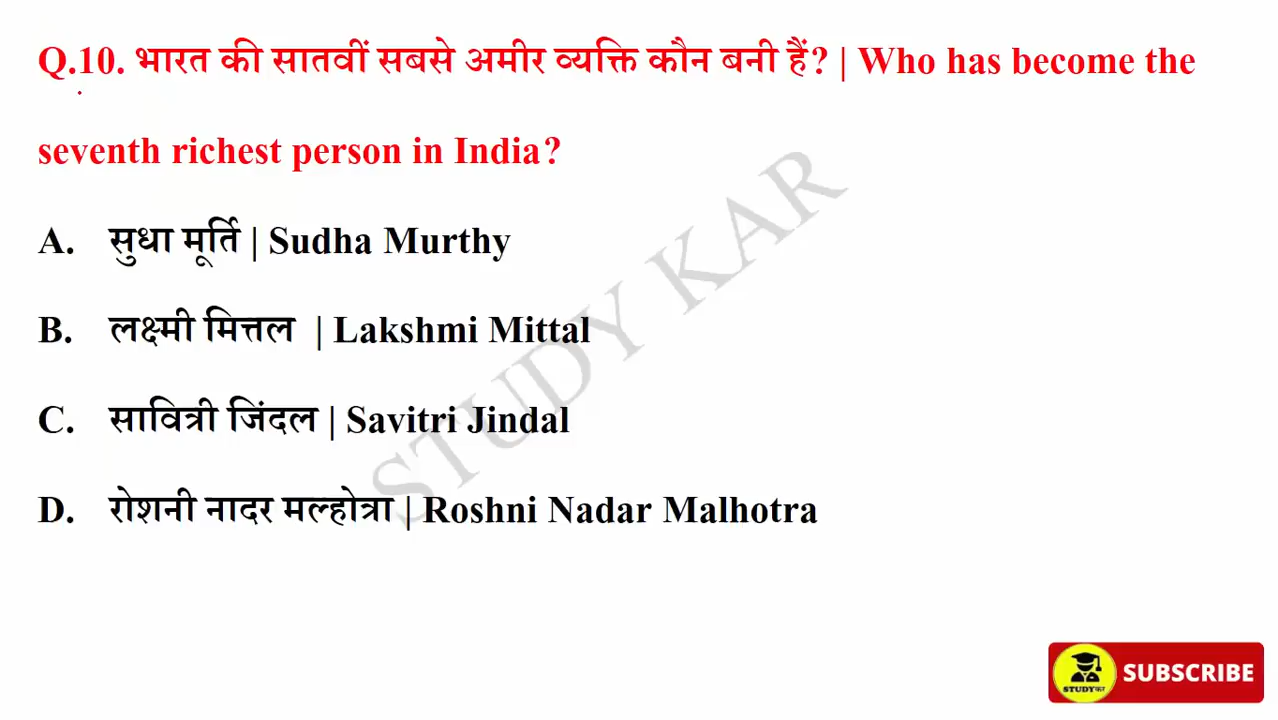 Q.10. भारत की सातवीं सबसे अमीर व्यक्ति कौन बनी हैं? | Who has become the
seventh richest person in India?
A. सुधा मूर्ति | Sudha Murthy
B. लक्ष्मी मित्तल | Lakshmi Mittal
C. सावित्री जिंदल | Savitri Jindal
D. रोशनी नादर मल्होत्रा | Roshni Nadar Malhotra
STUDY KAR
STUDYकर
SUBSCRIBE